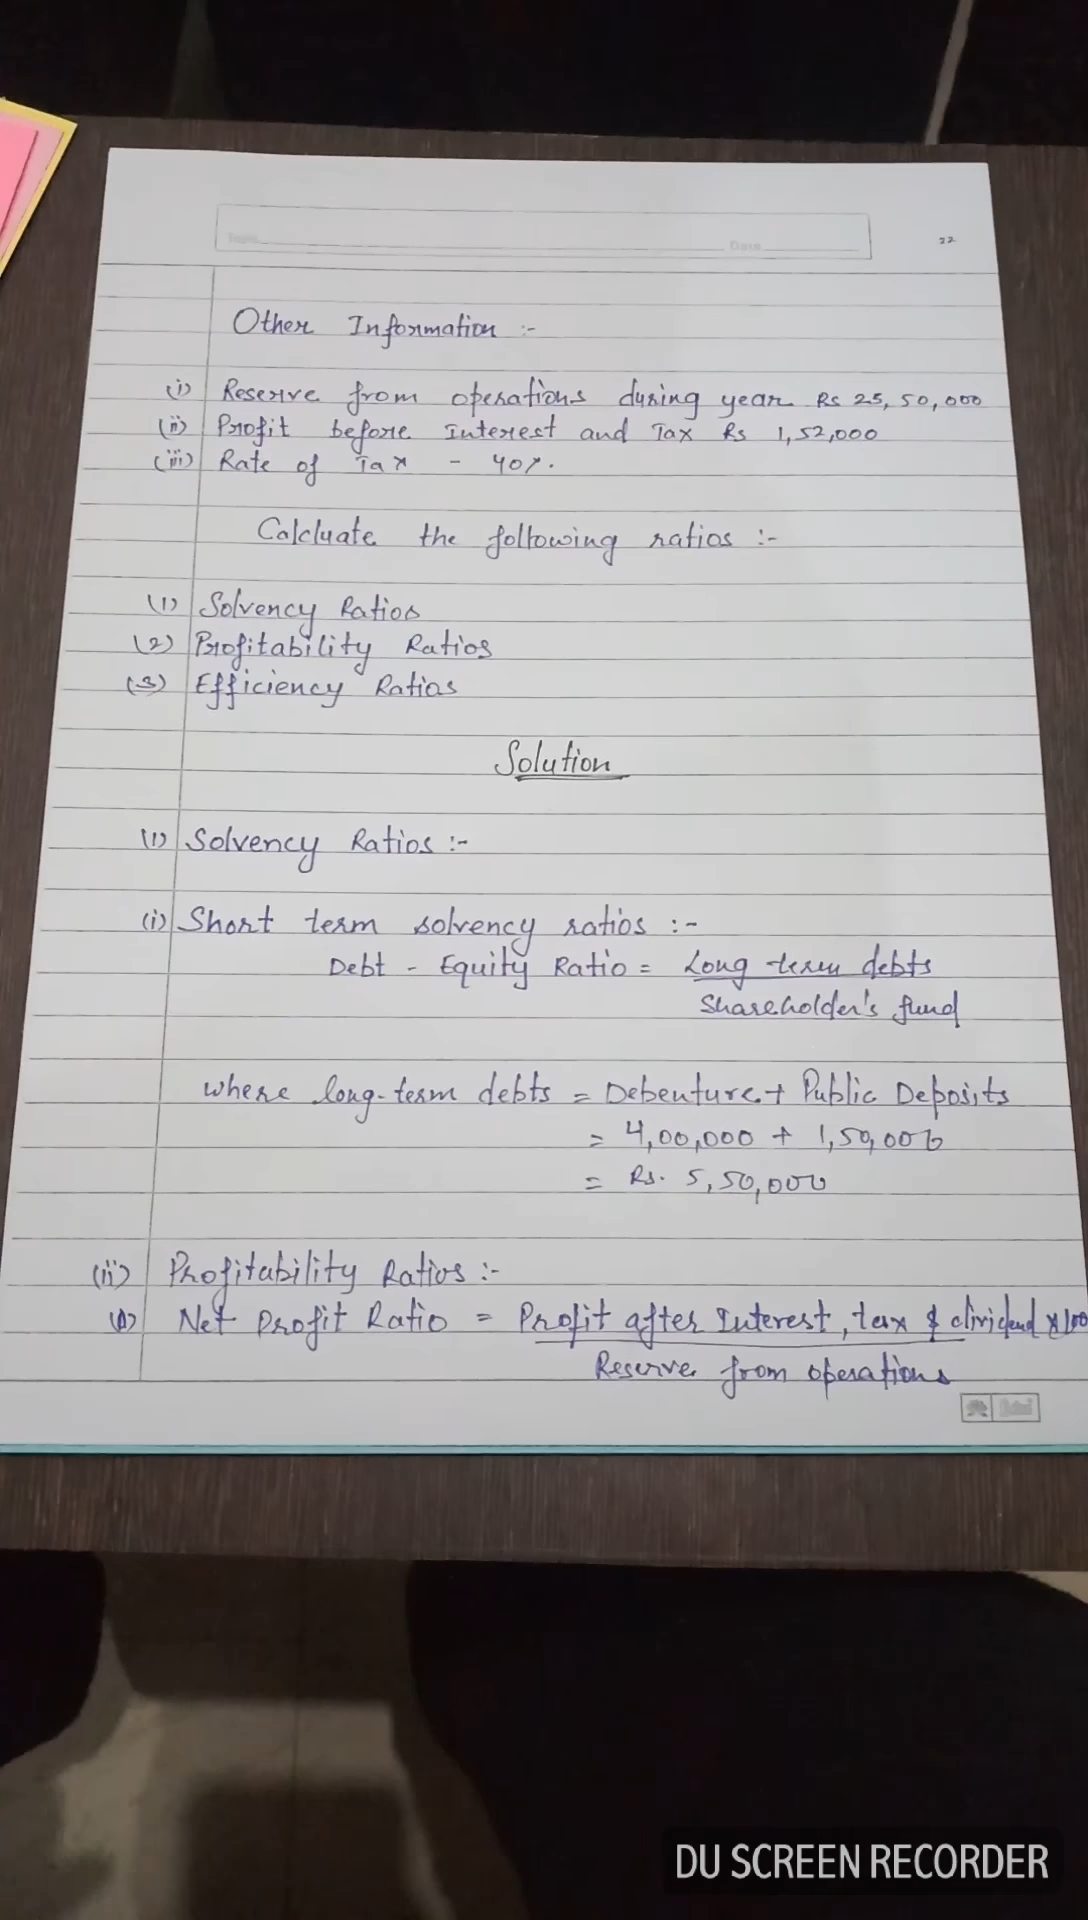 Date
22
Other Information :-
(i) Reserve from operations during year Rs 25,50,000
(ii) Profit before Interest and Tax Rs 1,52,000
(iii) Rate of Tax - 40%.
Calcluate the following ratios :-
(1) Solvency Ratios
(2) Profitability Ratios
(3) Efficiency Ratios
Solution
(1) Solvency Ratios :-
(i) Short term solvency ratios :-
Debt - Equity Ratio = Long term debts
Shareholder's fund
where long-term debts = Debenture + Public Deposits
= 4,00,000 + 1,50,000
= Rs. 5,50,000
(ii) Profitability Ratios :-
Net Profit Ratio = Profit after Interest, tax & dividend x 100
Reserve from operations
DU SCREEN RECORDER